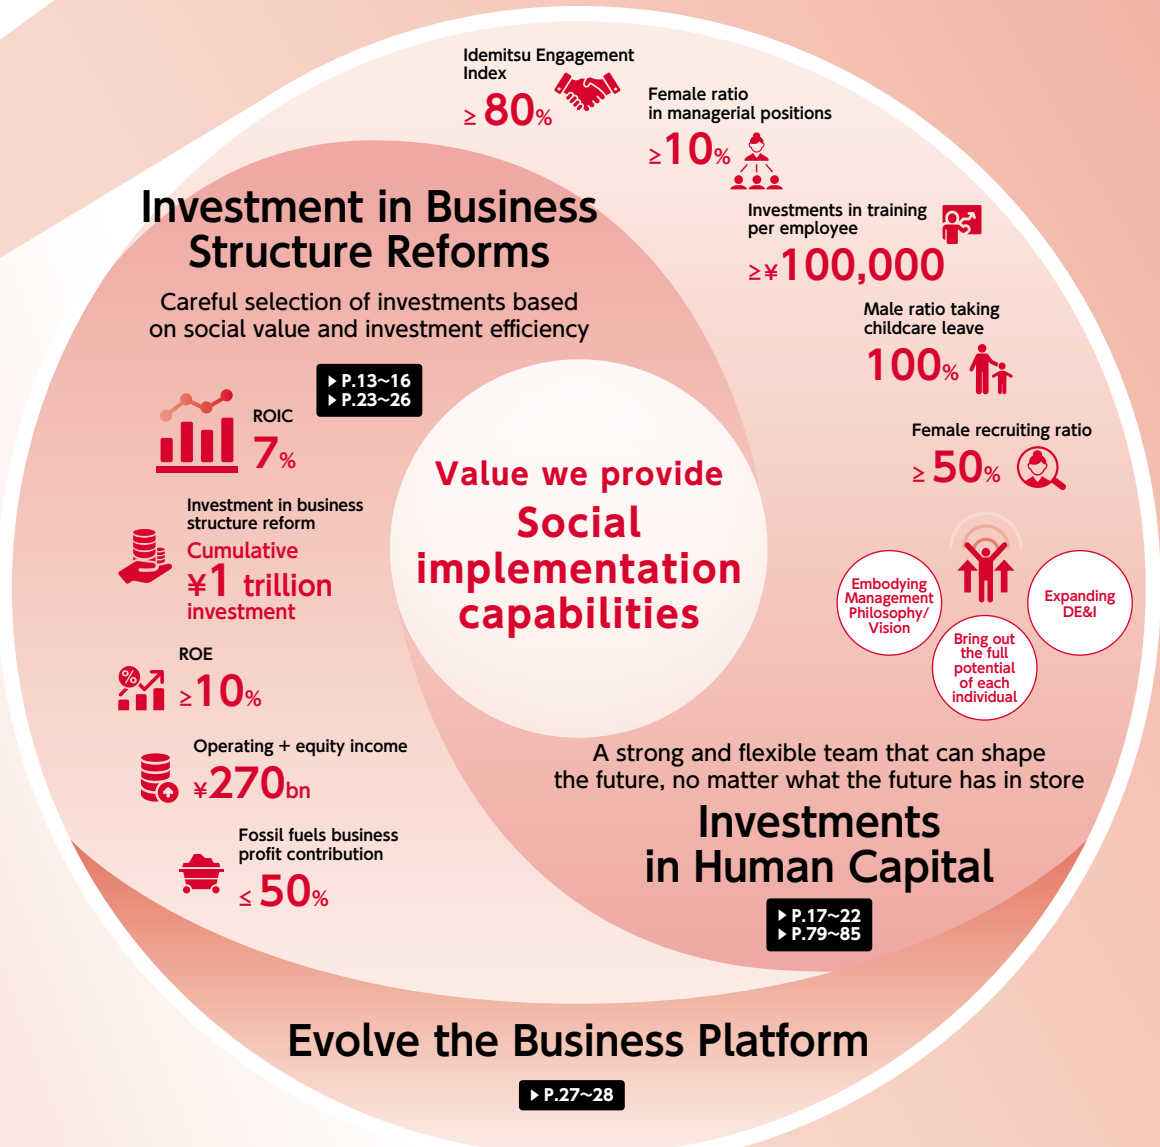 Idemitsu Engagement
Index
≥ 80%
Female ratio
in managerial positions
≥10%
Investments in training
per employee
≥¥100,000
Male ratio taking
childcare leave
100%
Female recruiting ratio
≥ 50%
Embodying
Management
Philosophy/
Vision
Bring out
the full
potential
of each
individual
Expanding
DE&I
A strong and flexible team that can shape
the future, no matter what the future has in store
Investments
in Human Capital
▶ P.17~22
▶ P.79~85
Investment in Business
Structure Reforms
Careful selection of investments based
on social value and investment efficiency
▶ P.13~16
▶ P.23~26
ROIC
7%
Investment in business
structure reform
Cumulative
¥1 trillion
investment
%
ROE
≥10%
Operating + equity income
¥270bn
Fossil fuels business
profit contribution
≤ 50%
Value we provide
Social
implementation
capabilities
Evolve the Business Platform
▶ P.27~28